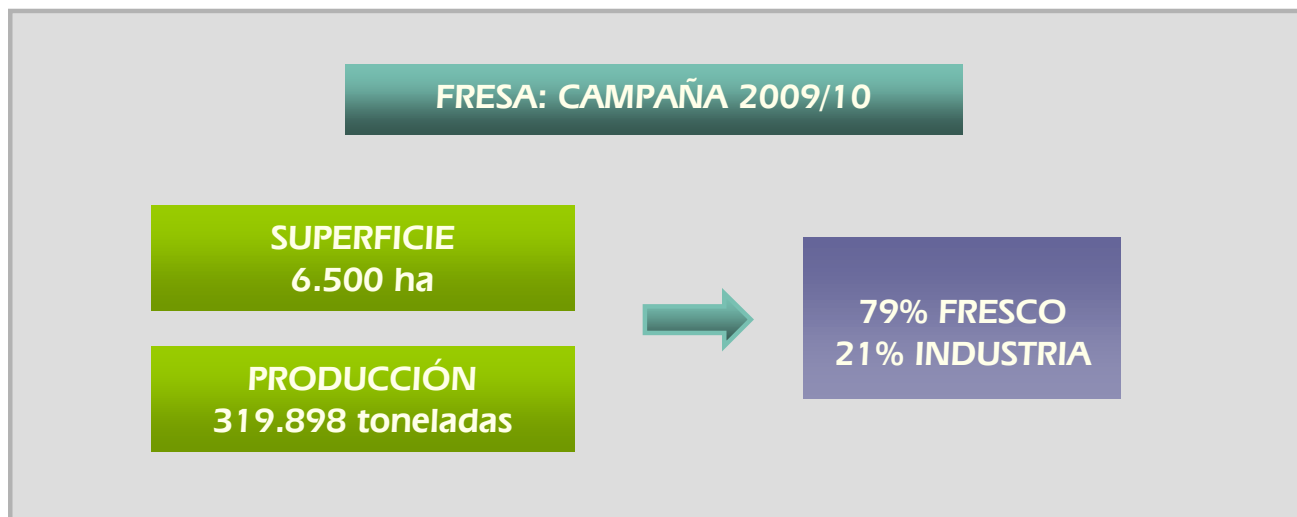 FRESA: CAMPAÑA 2009/10
SUPERFICIE
6.500 ha
PRODUCCIÓN
319.898 toneladas
79% FRESCO
21% INDUSTRIA